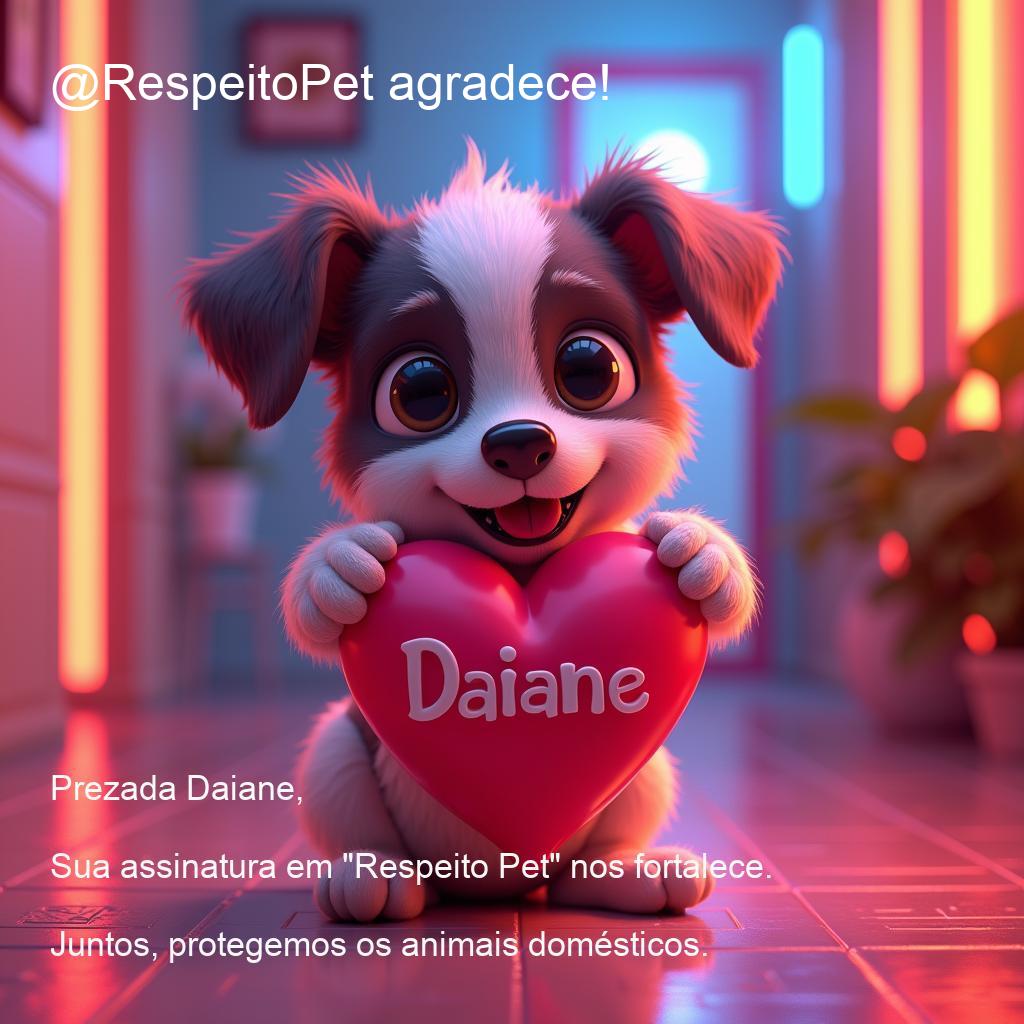 @RespeitoPet agradece!
Daiane
Prezada Daiane,
Sua assinatura em "Respeito Pet" nos fortalece.
Juntos, protegemos os animais domésticos.